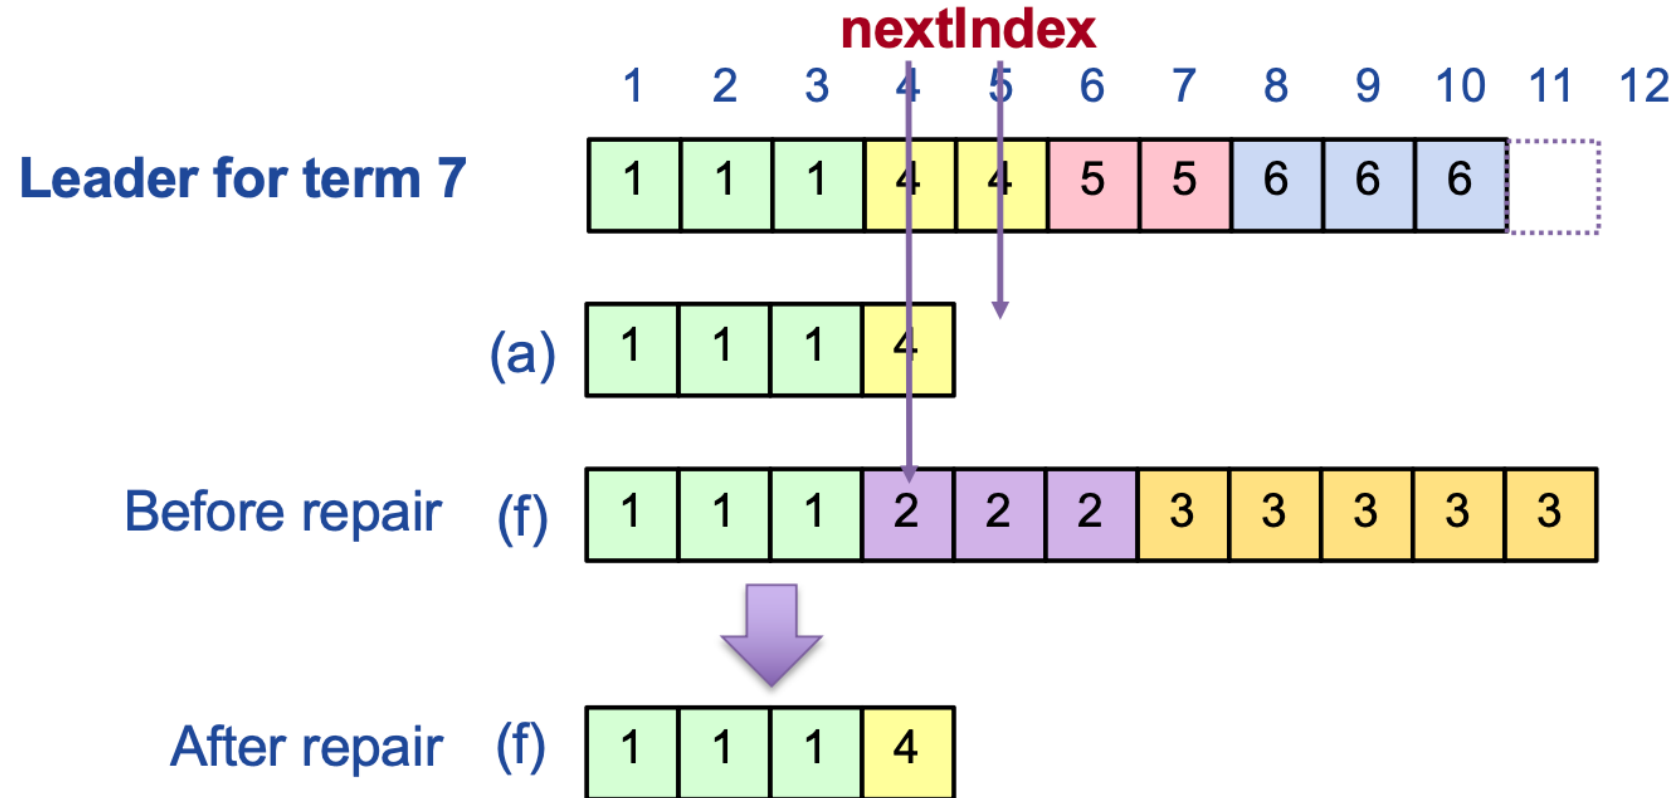 nextIndex
1 2 3 4 5 6 7 8 9 10 11 12
Leader for term 7 1 1 1 4 4 5 5 6 6 6
(a) 1 1 1 4
Before repair (f) 1 1 1 2 2 2 3 3 3 3 3
After repair (f) 1 1 1 4